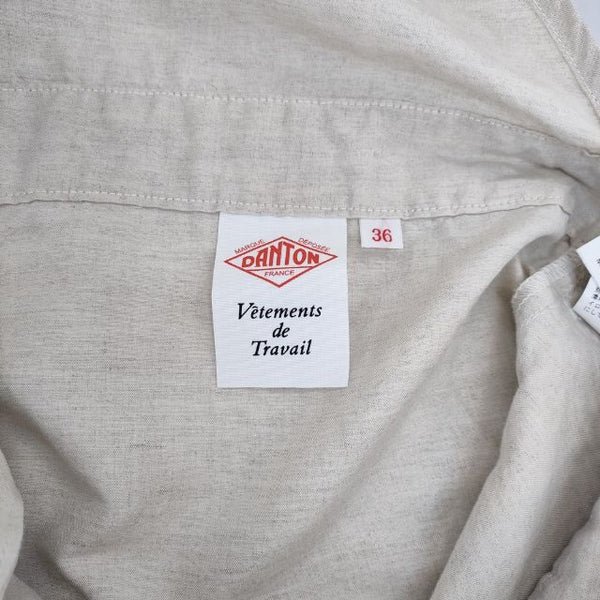 MARQUE DÉPOSÉE
DANTON
FRANCE
Vêtements
de
Travail
36